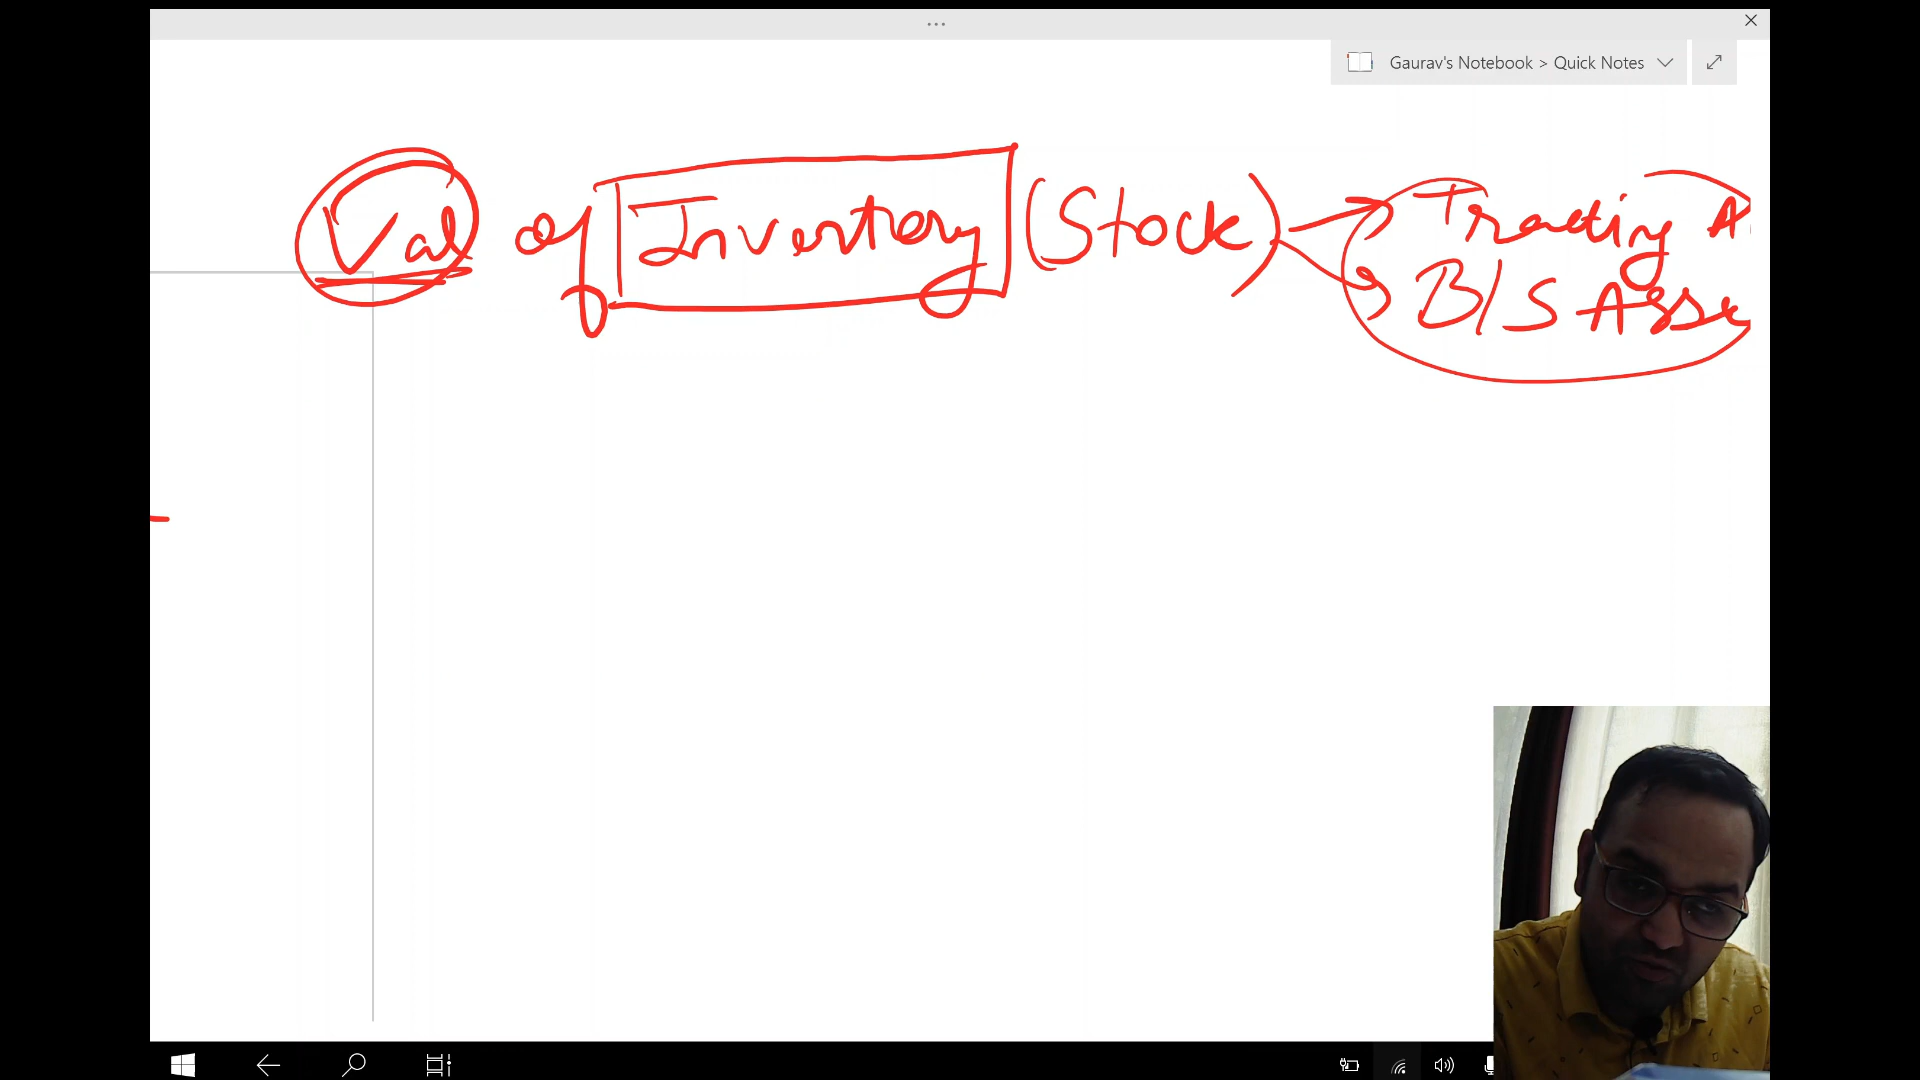 Gaurav's Notebook > Quick Notes
Val of Inventory (Stock)
Trading A
B/S Asse